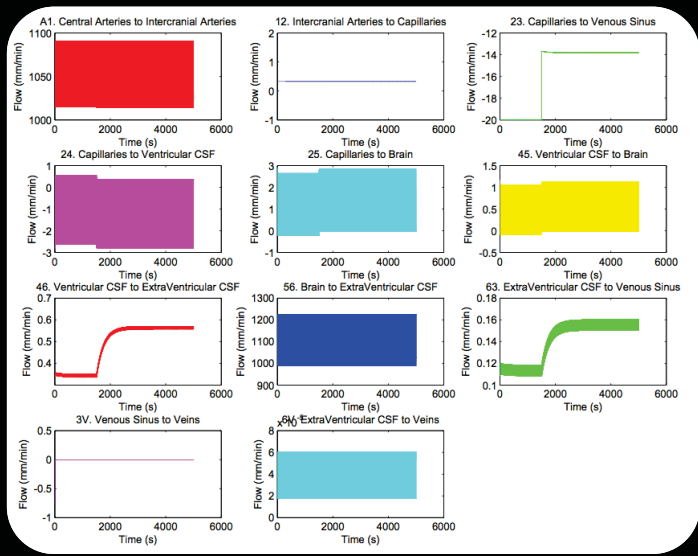 A1. Central Arteries to Intercranial Arteries
12. Intercranial Arteries to Capillaries
23. Capillaries to Venous Sinus
1100
1050
1000
Flow (mm/min)
0 2000 4000 6000
Time (s)
2
1
0
-1
Flow (mm/min)
0 2000 4000 6000
Time (s)
-12
-14
-16
-18
-20
Flow (mm/min)
0 2000 4000 6000
Time (s)
24. Capillaries to Ventricular CSF
25. Capillaries to Brain
45. Ventricular CSF to Brain
1
0
-1
-2
-3
Flow (mm/min)
0 2000 4000 6000
Time (s)
3
2
1
0
-1
Flow (mm/min)
0 2000 4000 6000
Time (s)
1.5
1
0.5
0
-0.5
Flow (mm/min)
0 2000 4000 6000
Time (s)
46. Ventricular CSF to ExtraVentricular CSF
56. Brain to ExtraVentricular CSF
63. ExtraVentricular CSF to Venous Sinus
0.7
0.6
0.5
0.4
Flow (mm/min)
0 2000 4000 6000
Time (s)
1300
1200
1100
1000
900
Flow (mm/min)
0 2000 4000 6000
Time (s)
0.18
0.16
0.14
0.12
0.1
Flow (mm/min)
0 2000 4000 6000
Time (s)
3V. Venous Sinus to Veins
ExtraVentricular CSF to Veins
0.5
0
-0.5
-1
Flow (mm/min)
0 2000 4000 6000
Time (s)
8
6
4
2
0
Flow (mm/min)
0 2000 4000 6000
Time (s)